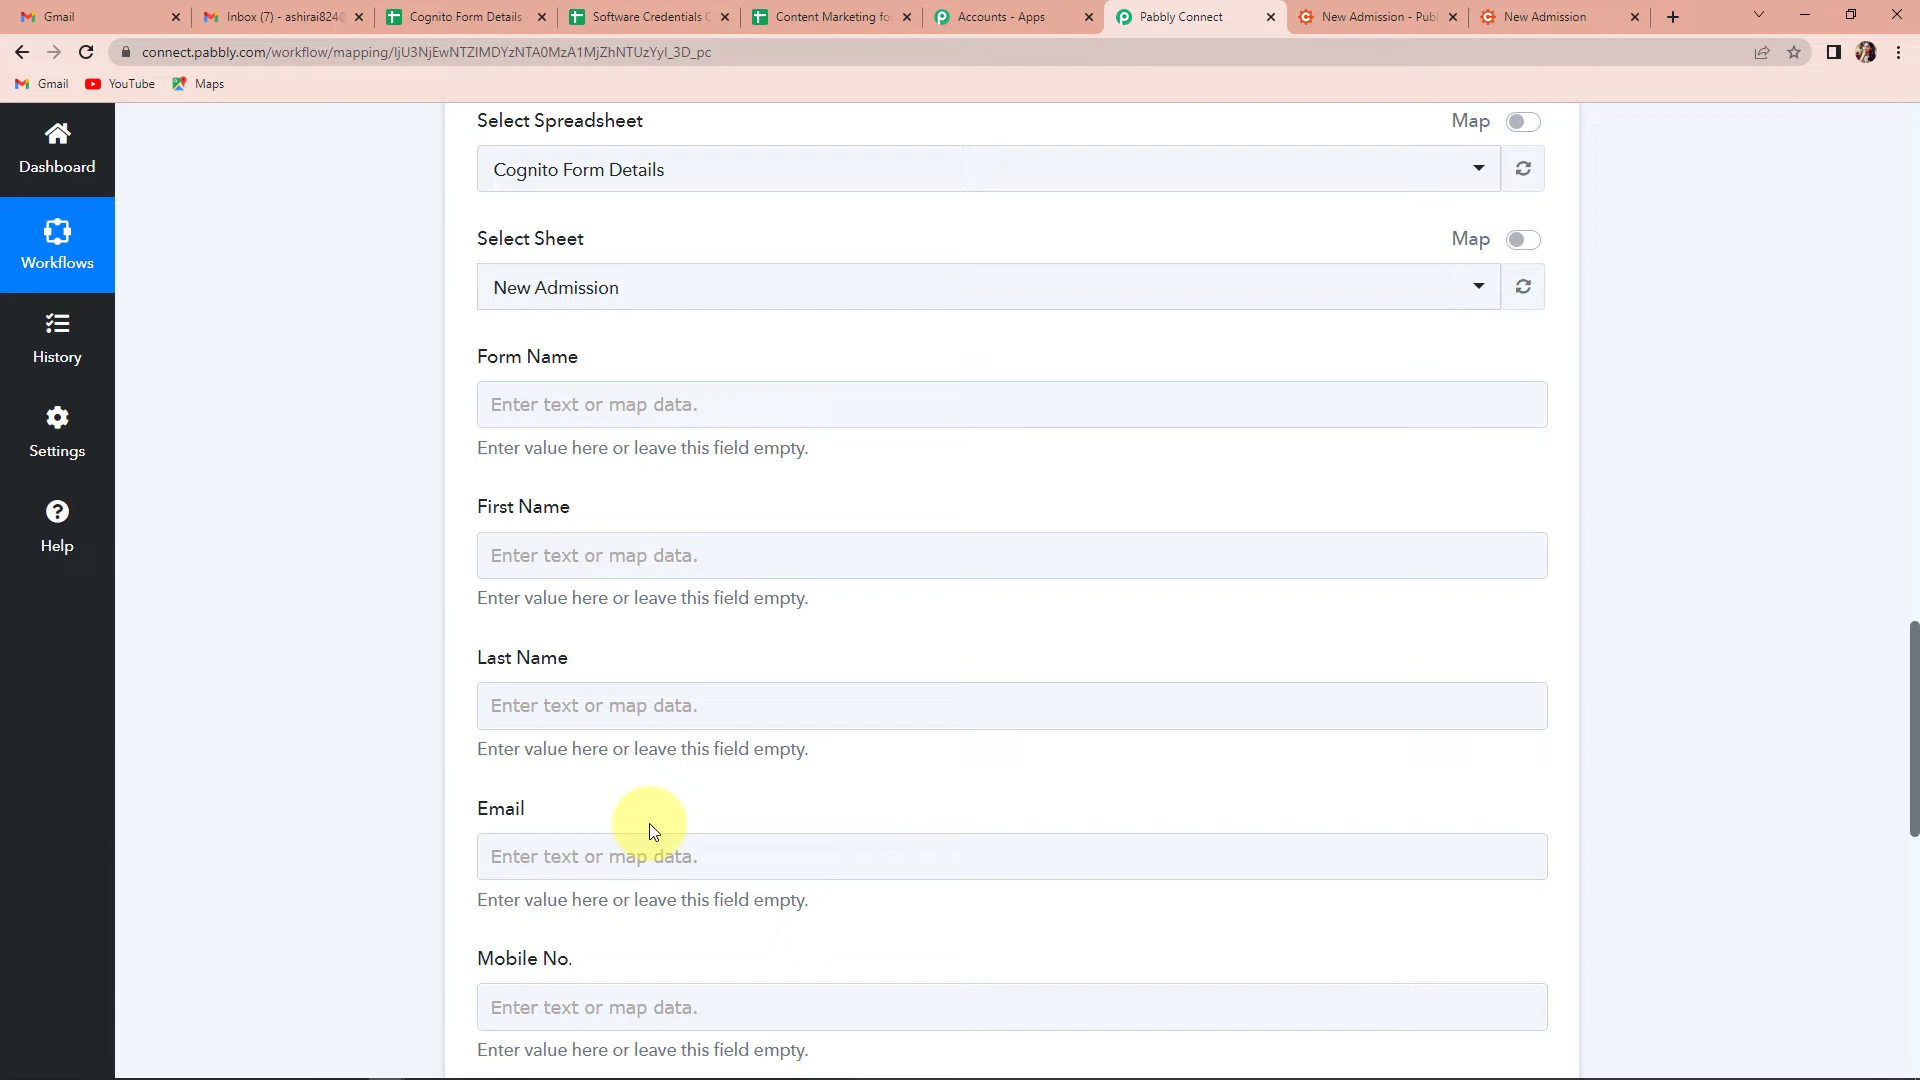 Gmail
Inbox (7) - ashirai824@
Cognito Form Details -
Software Credentials C
Content Marketing fo
Accounts - Apps
Pabbly Connect
New Admission - Publ
New Admission
connect.pabbly.com/workflow/mapping/IjU3NjEwNTZlMDYzNTA0MzA1MjZhNTUzYyI_3D_pc
Gmail
YouTube
Maps
Dashboard
Workflows
History
Settings
Help
Select Spreadsheet
Map
Cognito Form Details
Select Sheet
Map
New Admission
Form Name
Enter text or map data.
Enter value here or leave this field empty.
First Name
Enter text or map data.
Enter value here or leave this field empty.
Last Name
Enter text or map data.
Enter value here or leave this field empty.
Email
Enter text or map data.
Enter value here or leave this field empty.
Mobile No.
Enter text or map data.
Enter value here or leave this field empty.